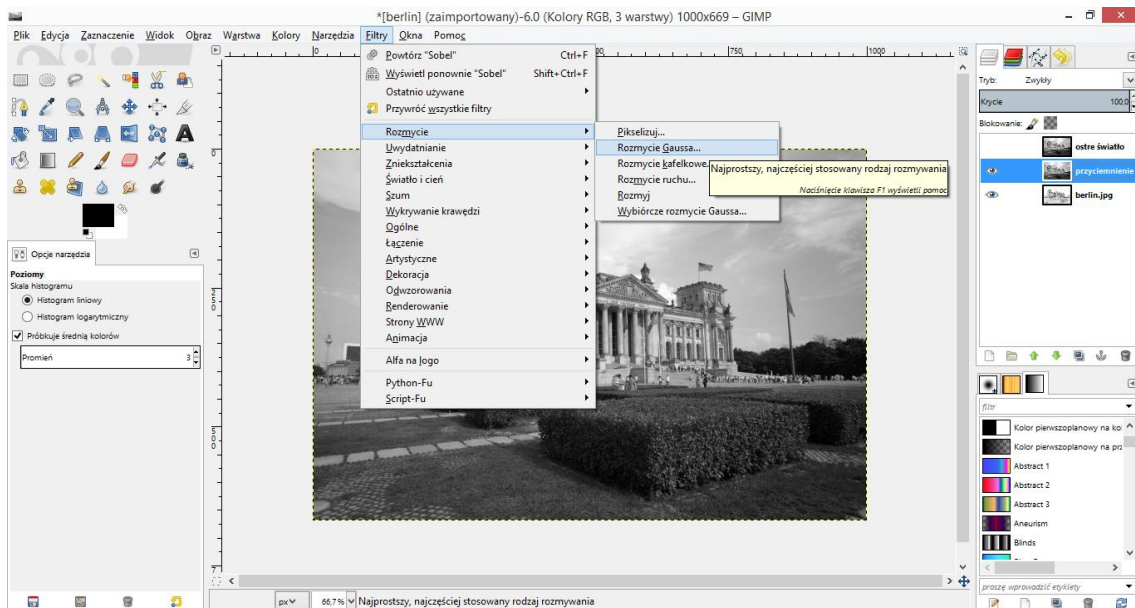 *[berlin] (zaimportowany)-6.0 (Kolory RGB, 3 warstwy) 1000x669 – GIMP
Plik Edycja Zaznaczenie Widok Obraz Warstwa Kolory Narzędzia Filtry Okna Pomoc
Powtórz "Sobel" Ctrl+F
Wyświetl ponownie "Sobel" Shift+Ctrl+F
Ostatnio używane
Przywróć wszystkie filtry
Rozmycie
Uwydatnianie
Zniekształcenia
Światło i cień
Szum
Wykrywanie krawędzi
Ogólne
Łączenie
Artystyczne
Dekoracja
Odwzorowania
Renderowanie
Strony WWW
Animacja
Alfa na logo
Python-Fu
Script-Fu
Pikselizuj...
Rozmycie Gaussa...
Rozmycie kafelkowe...
Rozmycie ruchu...
Rozmyj
Wybiórcze rozmycie Gaussa...
Najprostszy, najczęściej stosowany rodzaj rozmywania
Naciśnięcie klawisza F1 wyświetli pomoc
750
1000
0
250
500
Opcje narzędzia
Poziomy
Skala histogramu
Histogram liniowy
Histogram logarytmiczny
Próbkuje średnią kolorów
Promień 3
Tryb: Zwykły
Krycie 100,0
Blokowanie:
ostre światło
przyciemnienie
berlin.jpg
filtr
Kolor pierwszoplanowy na ko
Kolor pierwszoplanowy na prz
Abstract 1
Abstract 2
Abstract 3
Aneurism
Blinds
proszę wprowadzić etykiety
px 66,7% Najprostszy, najczęściej stosowany rodzaj rozmywania